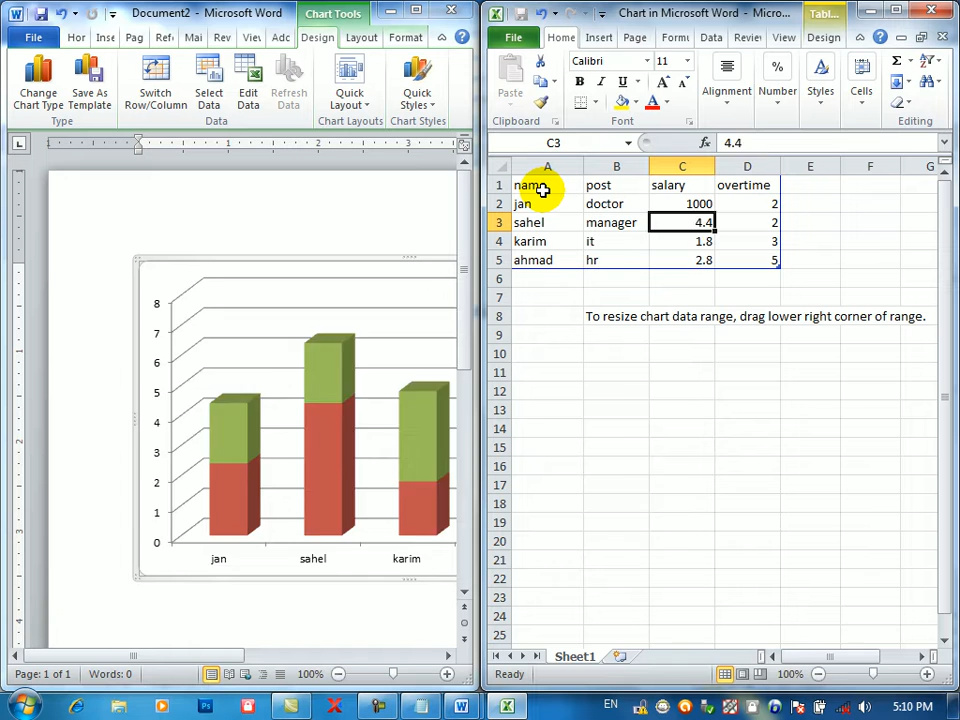 Document2 - Microsoft Word
Chart Tools
File
Hor
Inse
Pag
Refe
Mai
Rev
Viev
Adc
Design
Layout
Format
Change Chart Type
Save As Template
Switch Row/Column
Select Data
Edit Data
Refresh Data
Quick Layout
Quick Styles
Type
Data
Chart Layouts
Chart Styles
8
7
6
5
4
3
2
1
0
jan
sahel
karim
Page: 1 of 1
Words: 0
100%
Chart in Microsoft Word - Micro...
Tabl...
File
Home
Insert
Page
Formu
Data
Review
View
Design
Paste
Calibri
11
B I U
Alignment
Number
Styles
Cells
Clipboard
Font
Editing
C3
fx
4.4
A B C D E F G
1 name post salary overtime
2 jan doctor 1000 2
3 sahel manager 4.4 2
4 karim it 1.8 3
5 ahmad hr 2.8 5
6
7
8 To resize chart data range, drag lower right corner of range.
9
10
11
12
13
14
15
16
17
18
19
20
21
22
23
24
25
Sheet1
Ready
100%
EN
5:10 PM